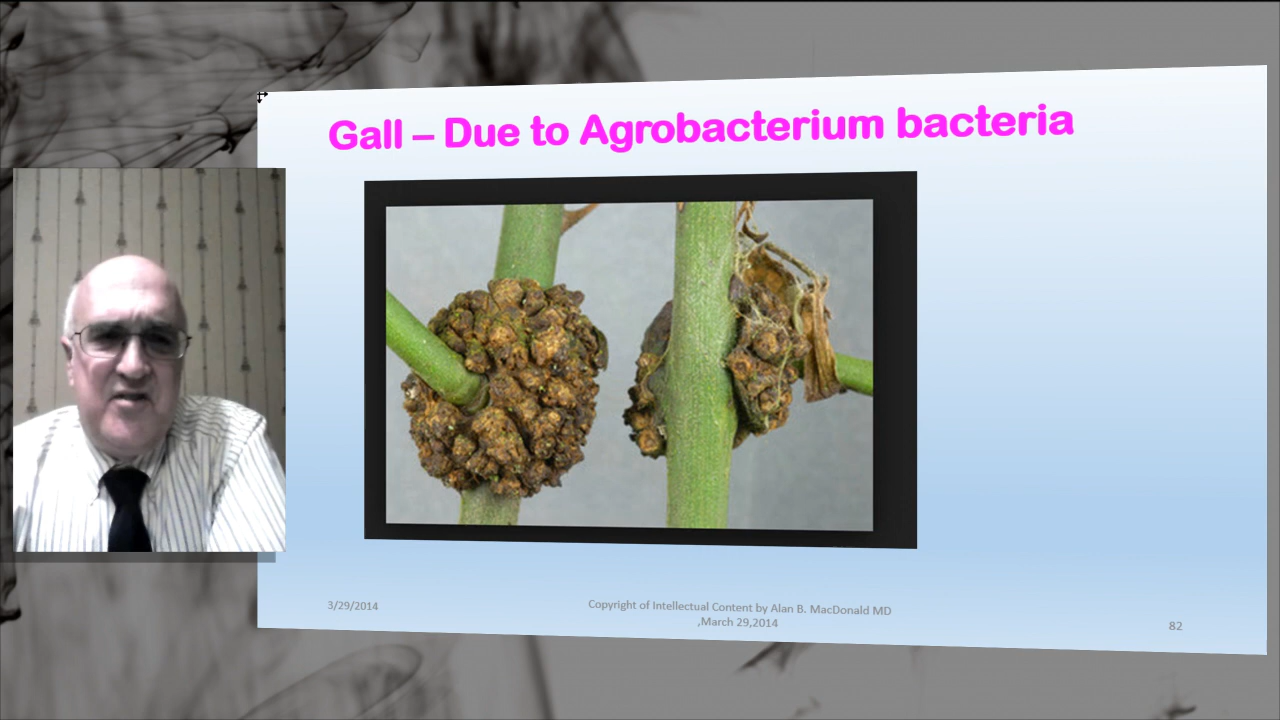 Gall – Due to Agrobacterium bacteria
3/29/2014
Copyright of Intellectual Content by Alan B. MacDonald MD
,March 29,2014
82